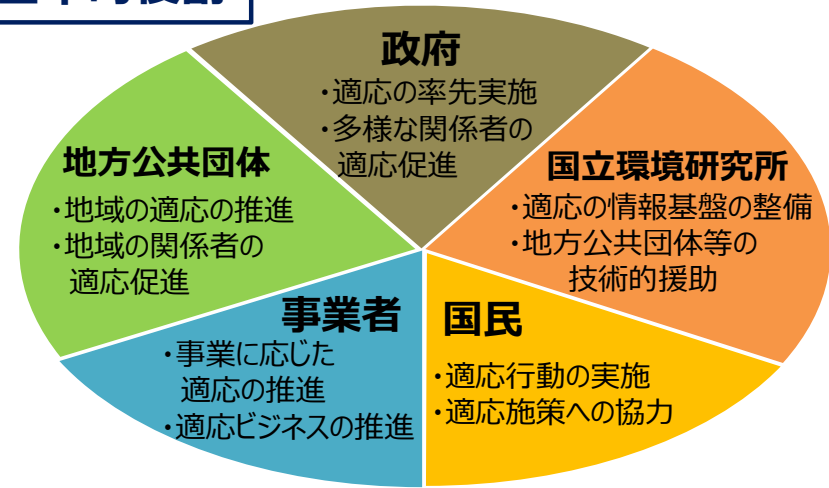 政府
・適応の率先実施
・多様な関係者の
適応促進
国立環境研究所
・適応の情報基盤の整備
・地方公共団体等の
技術的援助
国民
・適応行動の実施
・適応施策への協力
事業者
・事業に応じた
適応の推進
・適応ビジネスの推進
地方公共団体
・地域の適応の推進
・地域の関係者の
適応促進